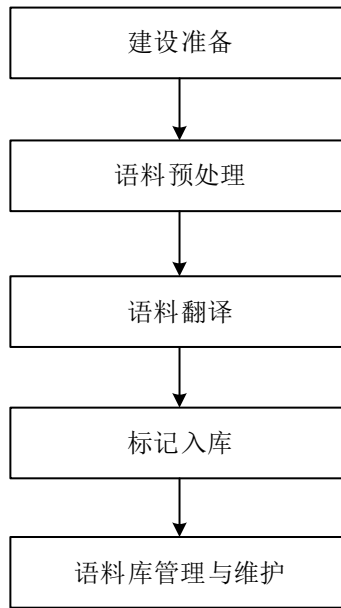 建设准备
语料预处理
语料翻译
标记入库
语料库管理与维护